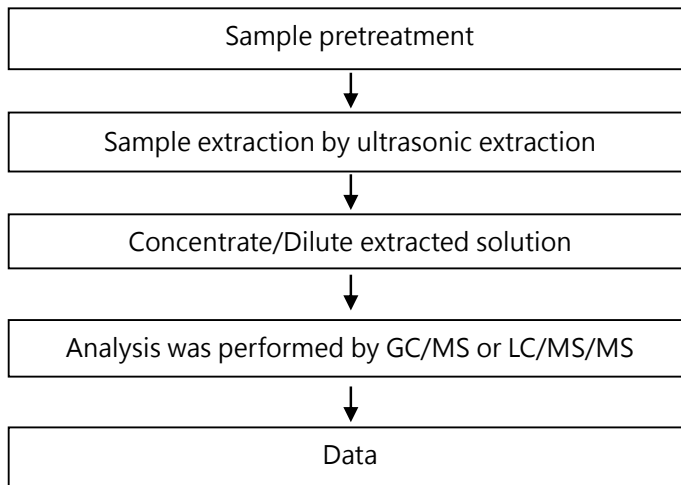 Sample pretreatment
Sample extraction by ultrasonic extraction
Concentrate/Dilute extracted solution
Analysis was performed by GC/MS or LC/MS/MS
Data